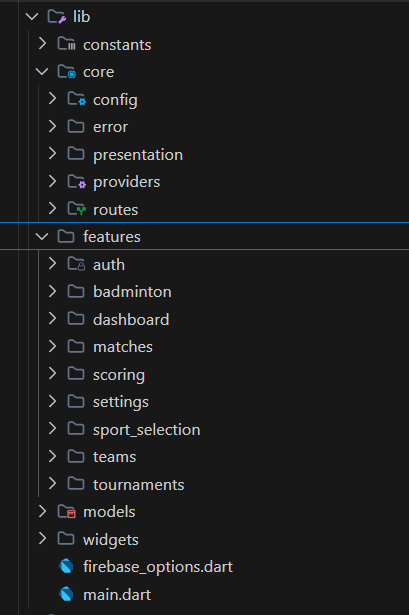 lib
constants
core
config
error
presentation
providers
routes
features
auth
badminton
dashboard
matches
scoring
settings
sport_selection
teams
tournaments
models
widgets
firebase_options.dart
main.dart